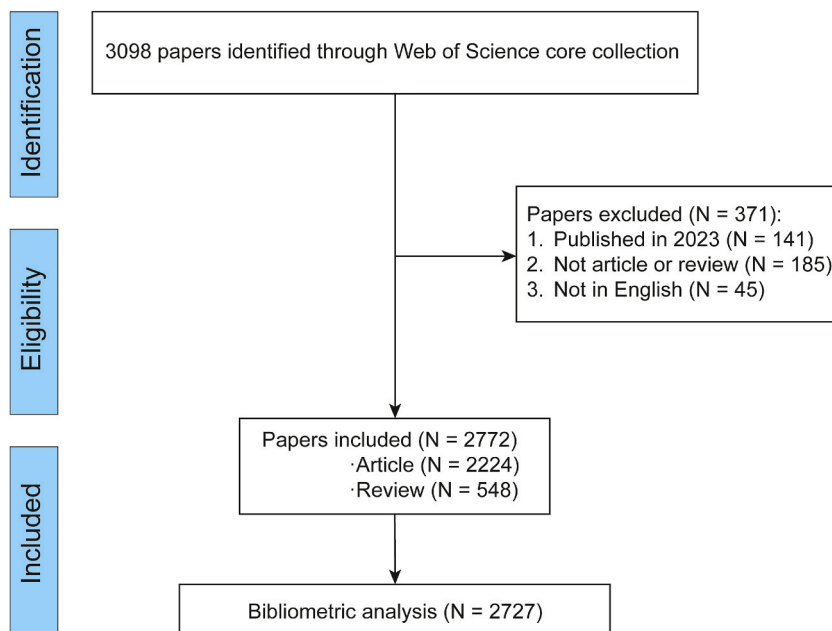 Identification
3098 papers identified through Web of Science core collection
Papers excluded (N = 371):
1. Published in 2023 (N = 141)
2. Not article or review (N = 185)
3. Not in English (N = 45)
Eligibility
Papers included (N = 2772)
·Article (N = 2224)
·Review (N = 548)
Included
Bibliometric analysis (N = 2727)